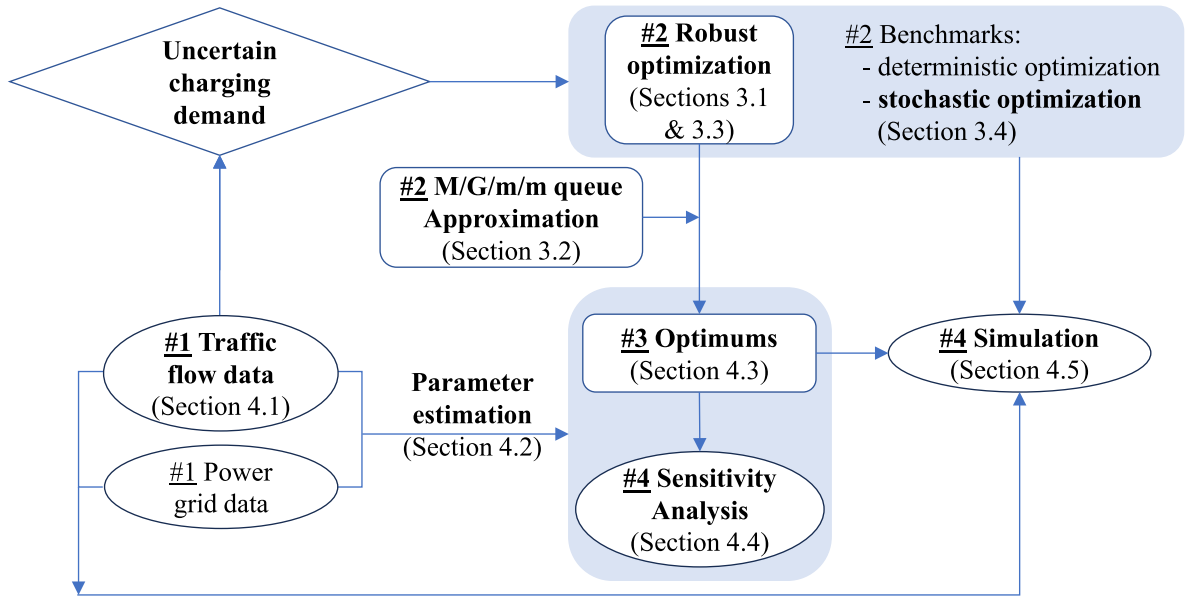 Uncertain
charging
demand
#2 Robust
optimization
(Sections 3.1
& 3.3)
#2 Benchmarks:
- deterministic optimization
- stochastic optimization
(Section 3.4)
#2 M/G/m/m queue
Approximation
(Section 3.2)
#1 Traffic
flow data
(Section 4.1)
#1 Power
grid data
Parameter
estimation
(Section 4.2)
#3 Optimums
(Section 4.3)
#4 Sensitivity
Analysis
(Section 4.4)
#4 Simulation
(Section 4.5)